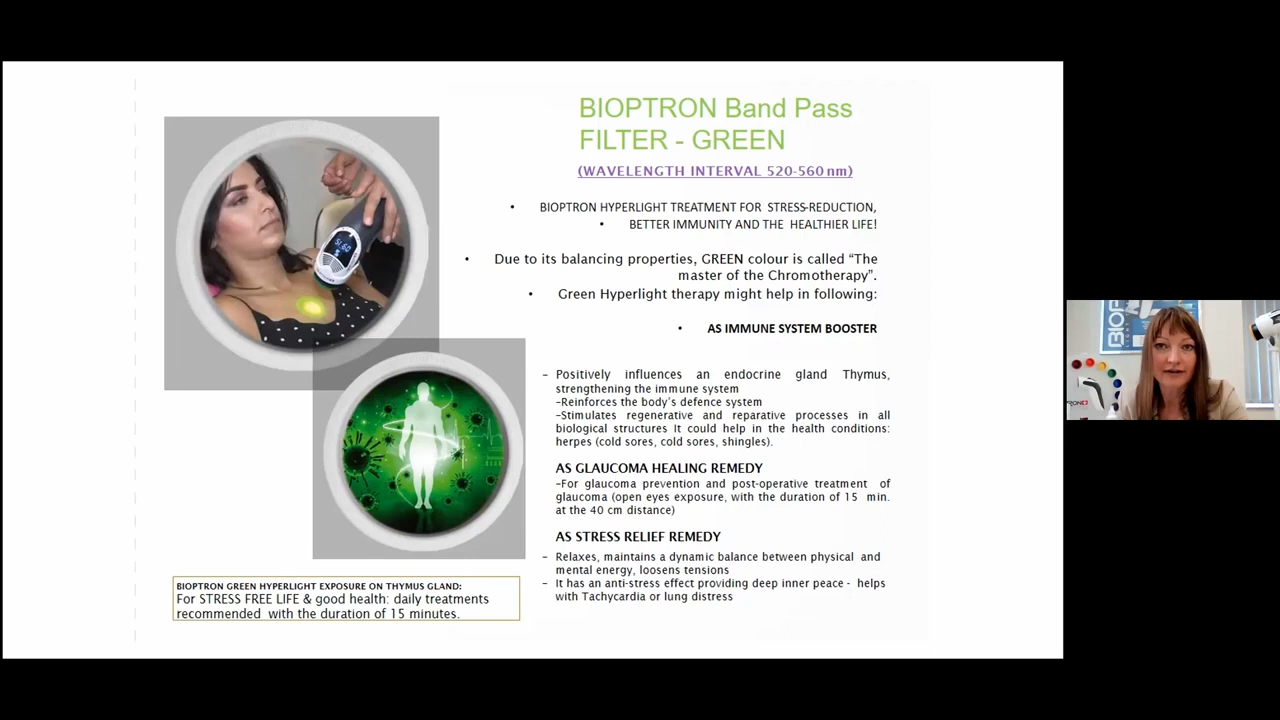 BIOPTRON Band Pass
FILTER - GREEN
(WAVELENGTH INTERVAL 520-560 nm)
• BIOPTRON HYPERLIGHT TREATMENT FOR STRESS-REDUCTION,
• BETTER IMMUNITY AND THE HEALTHIER LIFE!
• Due to its balancing properties, GREEN colour is called “The
master of the Chromotherapy”.
• Green Hyperlight therapy might help in following:
• AS IMMUNE SYSTEM BOOSTER
– Positively influences an endocrine gland Thymus,
strengthening the immune system
-Reinforces the body’s defence system
-Stimulates regenerative and reparative processes in all
biological structures It could help in the health conditions:
herpes (cold sores, cold sores, shingles).
AS GLAUCOMA HEALING REMEDY
-For glaucoma prevention and post-operative treatment of
glaucoma (open eyes exposure, with the duration of 15 min.
at the 40 cm distance)
AS STRESS RELIEF REMEDY
– Relaxes, maintains a dynamic balance between physical and
mental energy, loosens tensions
– It has an anti-stress effect providing deep inner peace - helps
with Tachycardia or lung distress
BIOPTRON GREEN HYPERLIGHT EXPOSURE ON THYMUS GLAND:
For STRESS FREE LIFE & good health: daily treatments
recommended with the duration of 15 minutes.